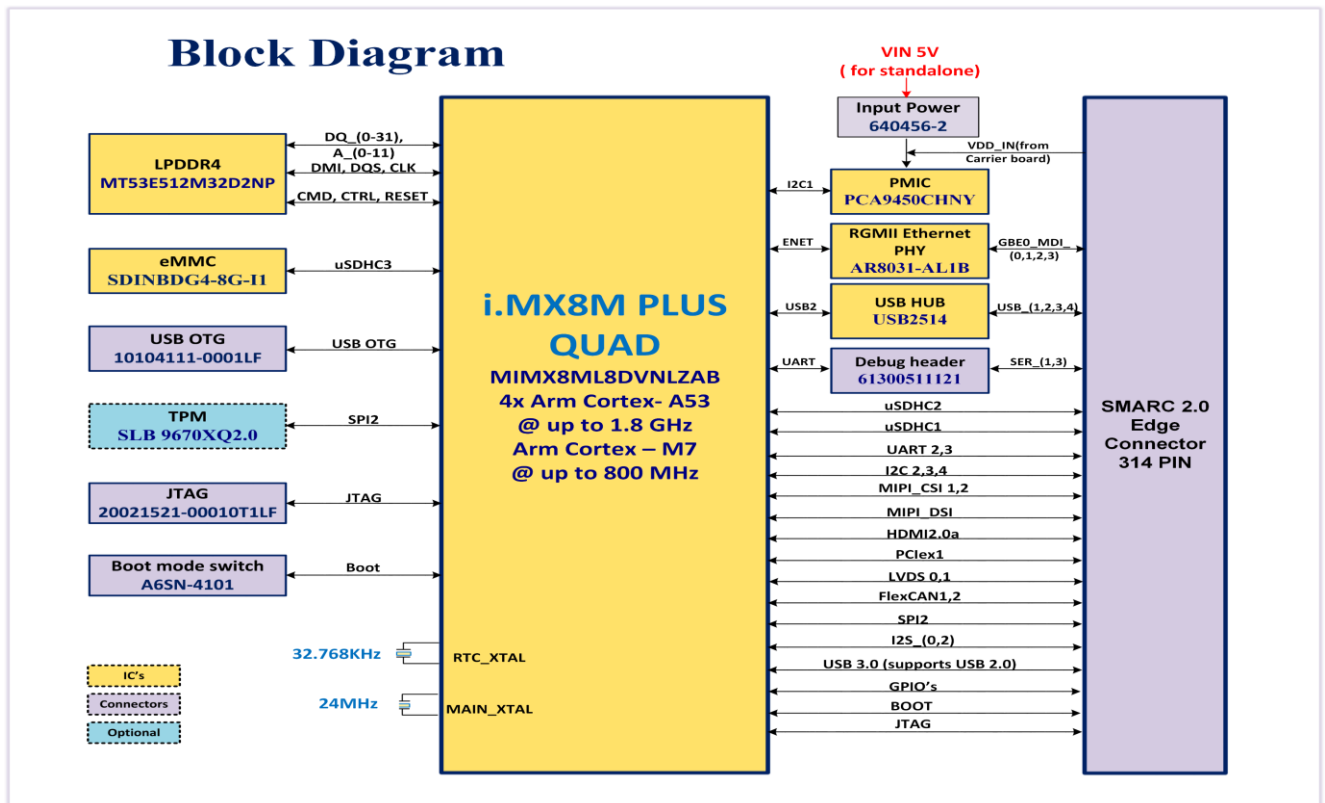 Block Diagram
VIN 5V
( for standalone)
Input Power
640456-2
VDD_IN(from
Carrier board)
LPDDR4
MT53E512M32D2NP
DQ_(0-31),
A_(0-11)
DMI, DQS, CLK
CMD, CTRL, RESET
eMMC
SDINBDG4-8G-I1
uSDHC3
USB OTG
10104111-0001LF
USB OTG
TPM
SLB 9670XQ2.0
SPI2
JTAG
20021521-00010T1LF
JTAG
Boot mode switch
A6SN-4101
Boot
32.768KHz
RTC_XTAL
24MHz
MAIN_XTAL
IC's
Connectors
Optional
i.MX8M PLUS
QUAD
MIMX8ML8DVNLZAB
4x Arm Cortex- A53
@ up to 1.8 GHz
Arm Cortex – M7
@ up to 800 MHz
I2C1
PMIC
PCA9450CHNY
ENET
RGMII Ethernet
PHY
AR8031-AL1B
GBE0_MDI_
(0,1,2,3)
USB2
USB HUB
USB2514
USB_(1,2,3,4)
UART
Debug header
61300511121
SER_(1,3)
uSDHC2
uSDHC1
UART 2,3
I2C 2,3,4
MIPI_CSI 1,2
MIPI_DSI
HDMI2.0a
PCIex1
LVDS 0,1
FlexCAN1,2
SPI2
I2S_(0,2)
USB 3.0 (supports USB 2.0)
GPIO's
BOOT
JTAG
SMARC 2.0
Edge
Connector
314 PIN